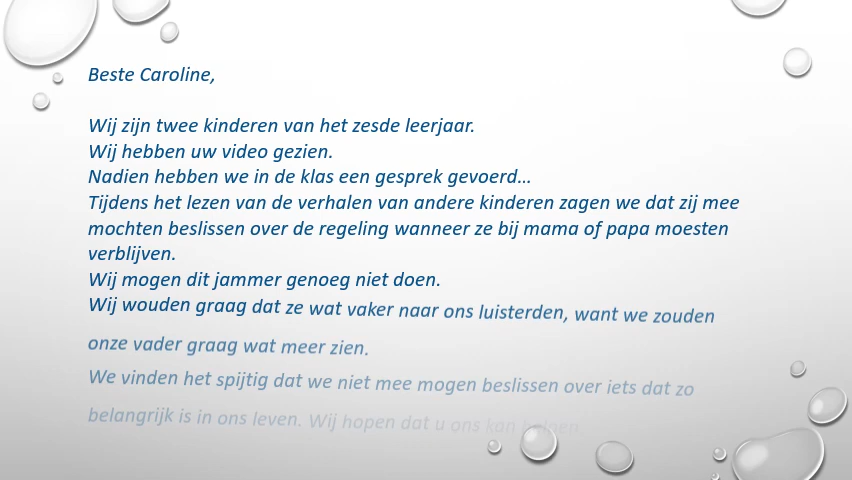 Beste Caroline,
Wij zijn twee kinderen van het zesde leerjaar.
Wij hebben uw video gezien.
Nadien hebben we in de klas een gesprek gevoerd…
Tijdens het lezen van de verhalen van andere kinderen zagen we dat zij mee
mochten beslissen over de regeling wanneer ze bij mama of papa moesten
verblijven.
Wij mogen dit jammer genoeg niet doen.
Wij wouden graag dat ze wat vaker naar ons luisterden, want we zouden
onze vader graag wat meer zien.
We vinden het spijtig dat we niet mee mogen beslissen over iets dat zo
belangrijk is in ons leven. Wij hopen dat u ons kan